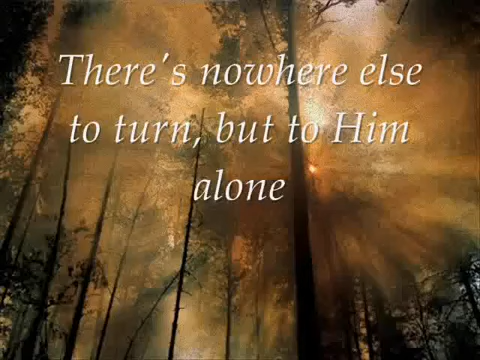 There's nowhere else
to turn, but to Him
alone